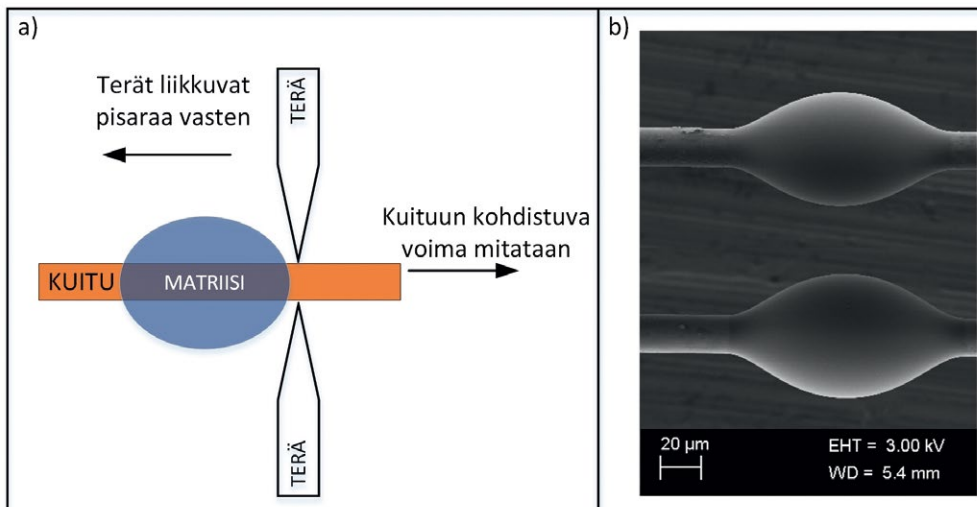 a)
Terät liikkuvat
pisaraa vasten
TERÄ
Kuituun kohdistuva
voima mitataan
KUITU
MATRIISI
TERÄ
b)
20 µm
EHT = 3.00 kV
WD = 5.4 mm